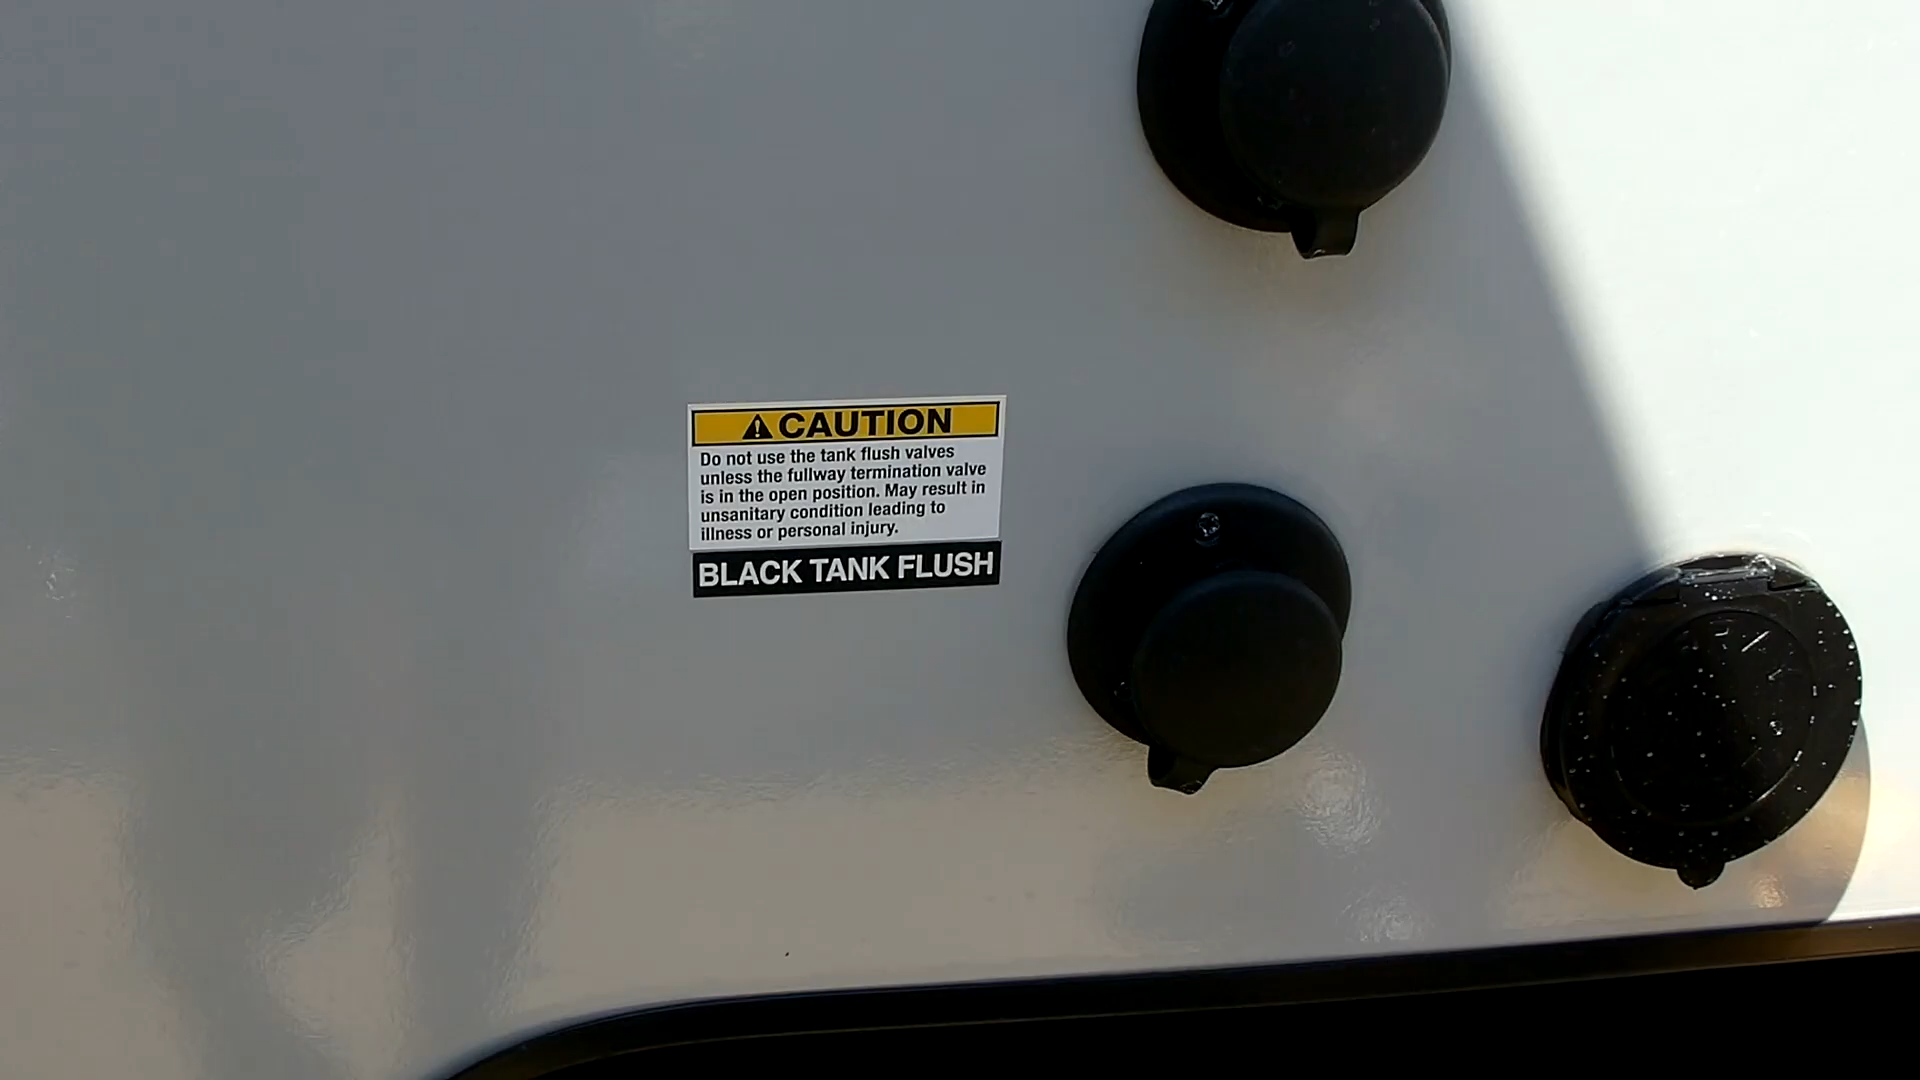 CAUTION
Do not use the tank flush valves
unless the fullway termination valve
is in the open position. May result in
unsanitary condition leading to
illness or personal injury.
BLACK TANK FLUSH